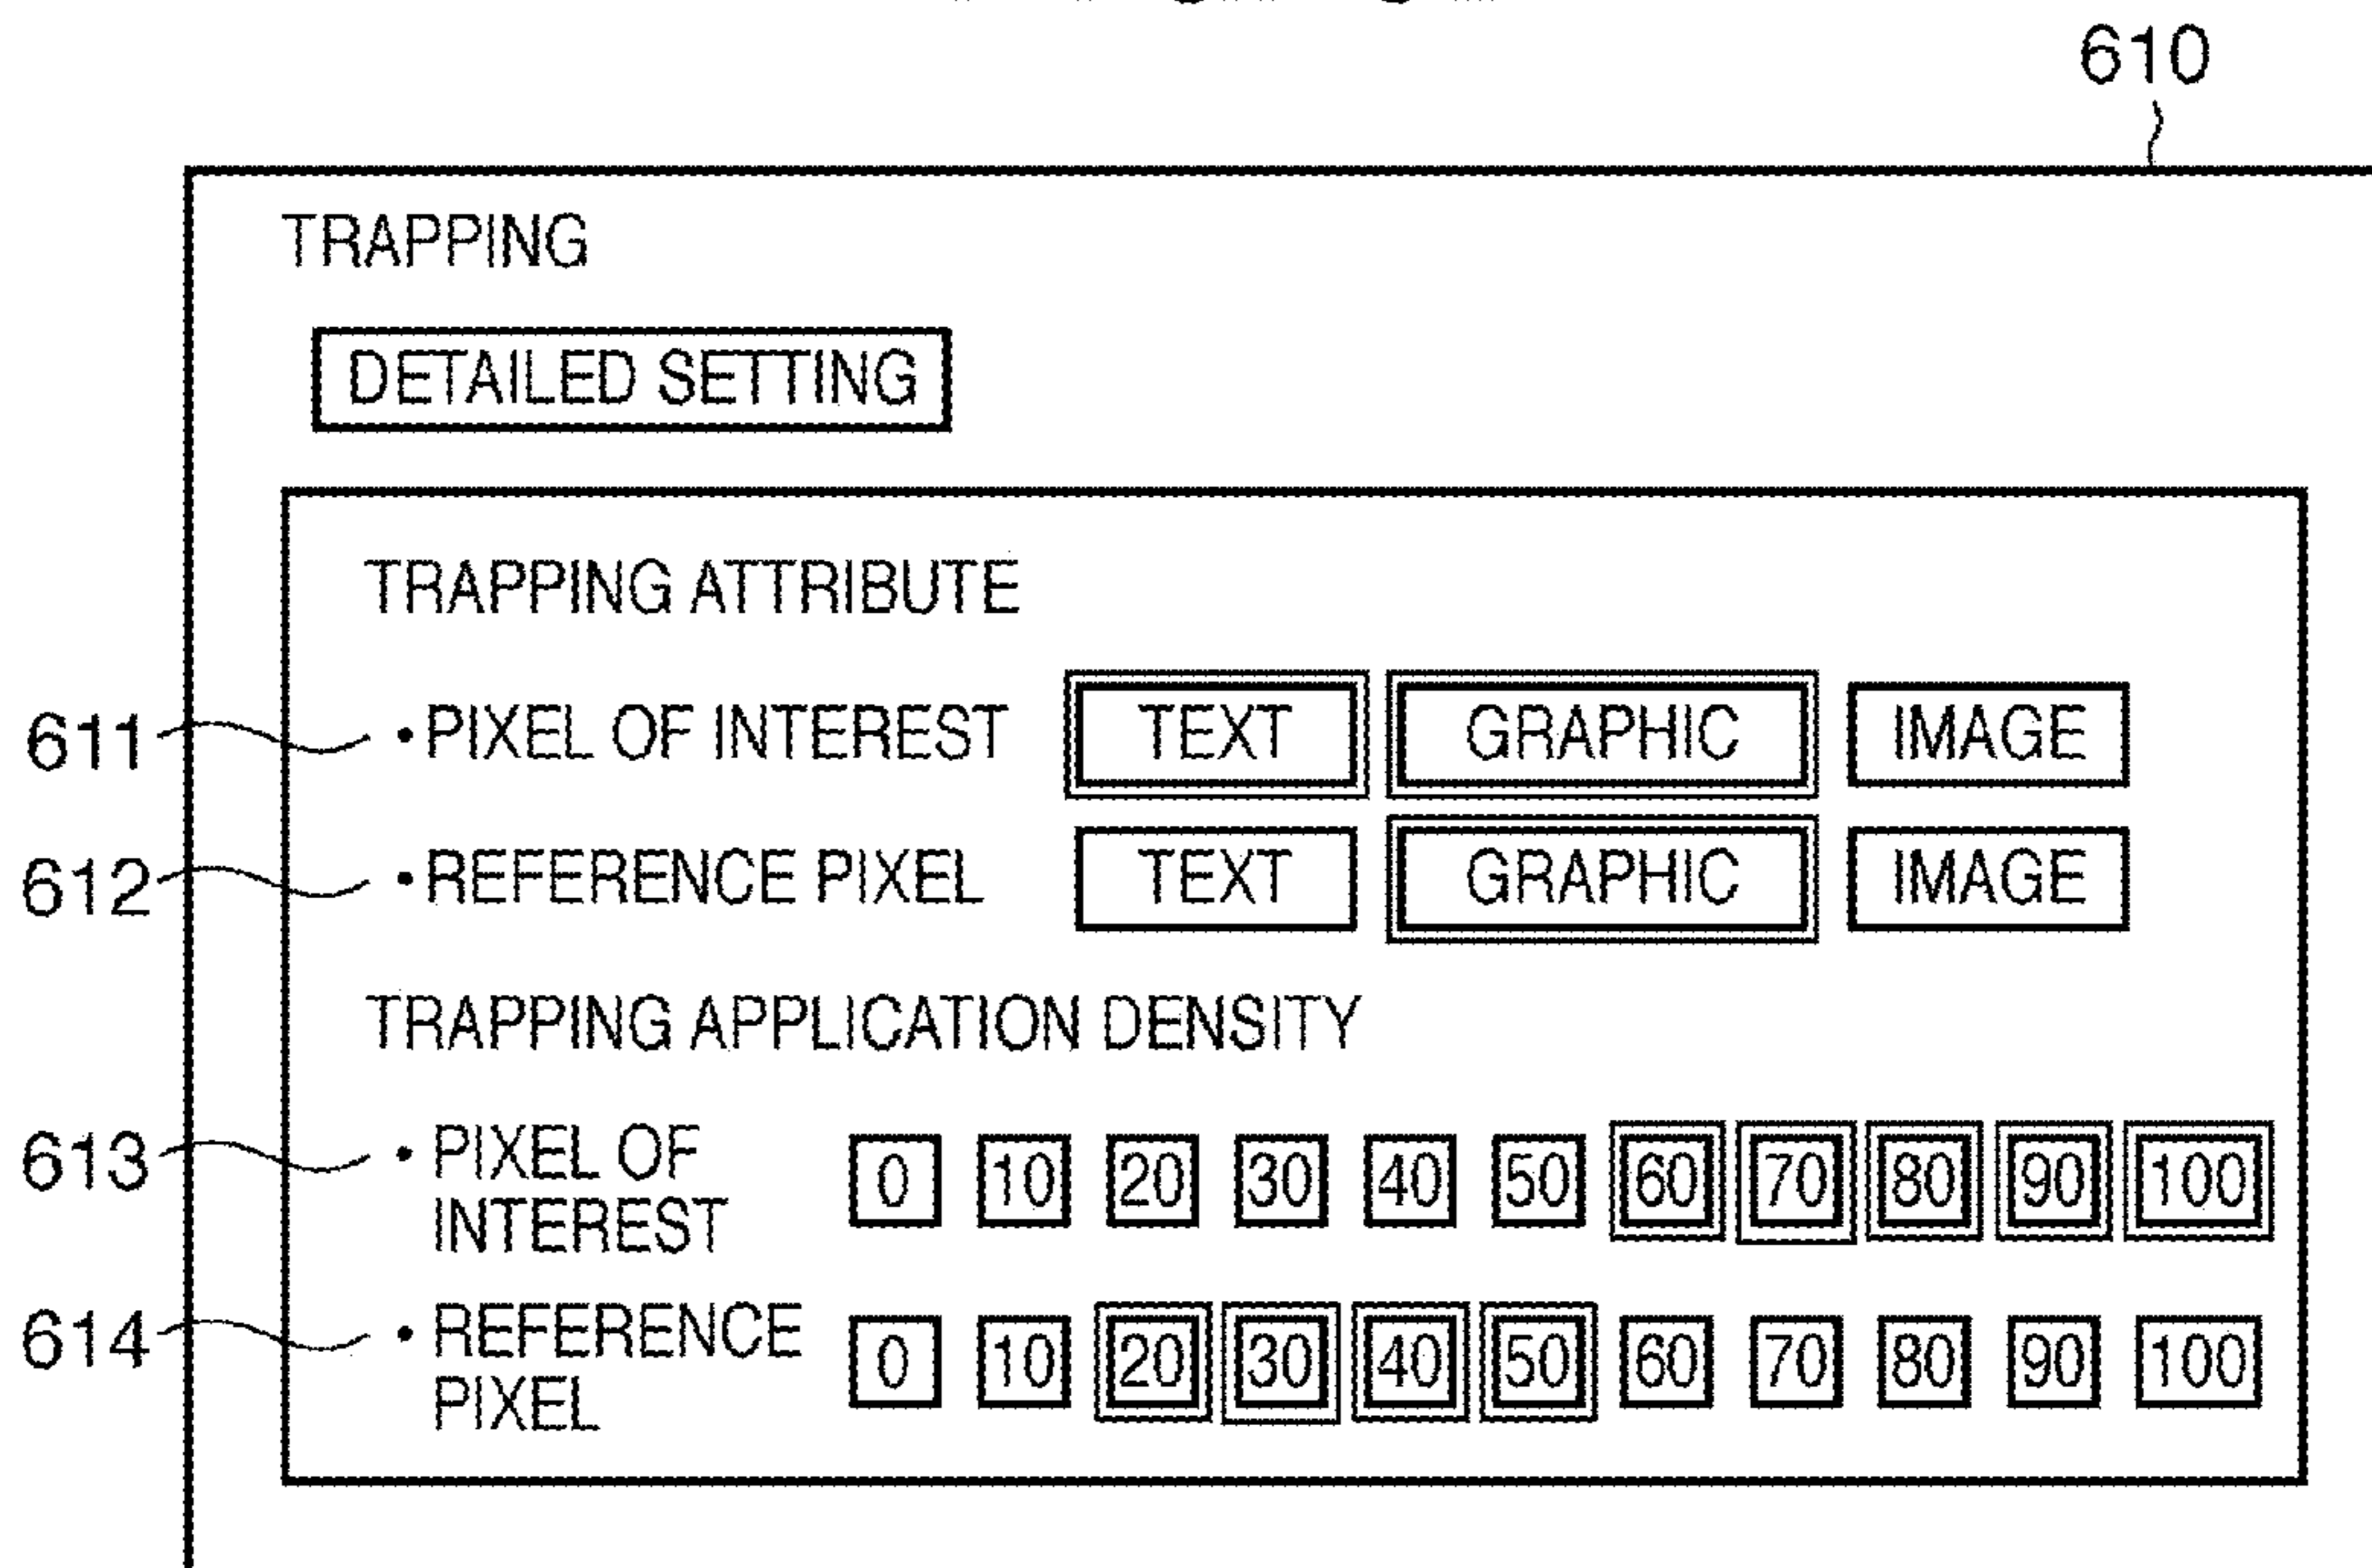 610
TRAPPING
DETAILED SETTING
TRAPPING ATTRIBUTE
611 • PIXEL OF INTEREST TEXT GRAPHIC IMAGE
612 • REFERENCE PIXEL TEXT GRAPHIC IMAGE
TRAPPING APPLICATION DENSITY
613 • PIXEL OF INTEREST 0 10 20 30 40 50 60 70 80 90 100
614 • REFERENCE PIXEL 0 10 20 30 40 50 60 70 80 90 100